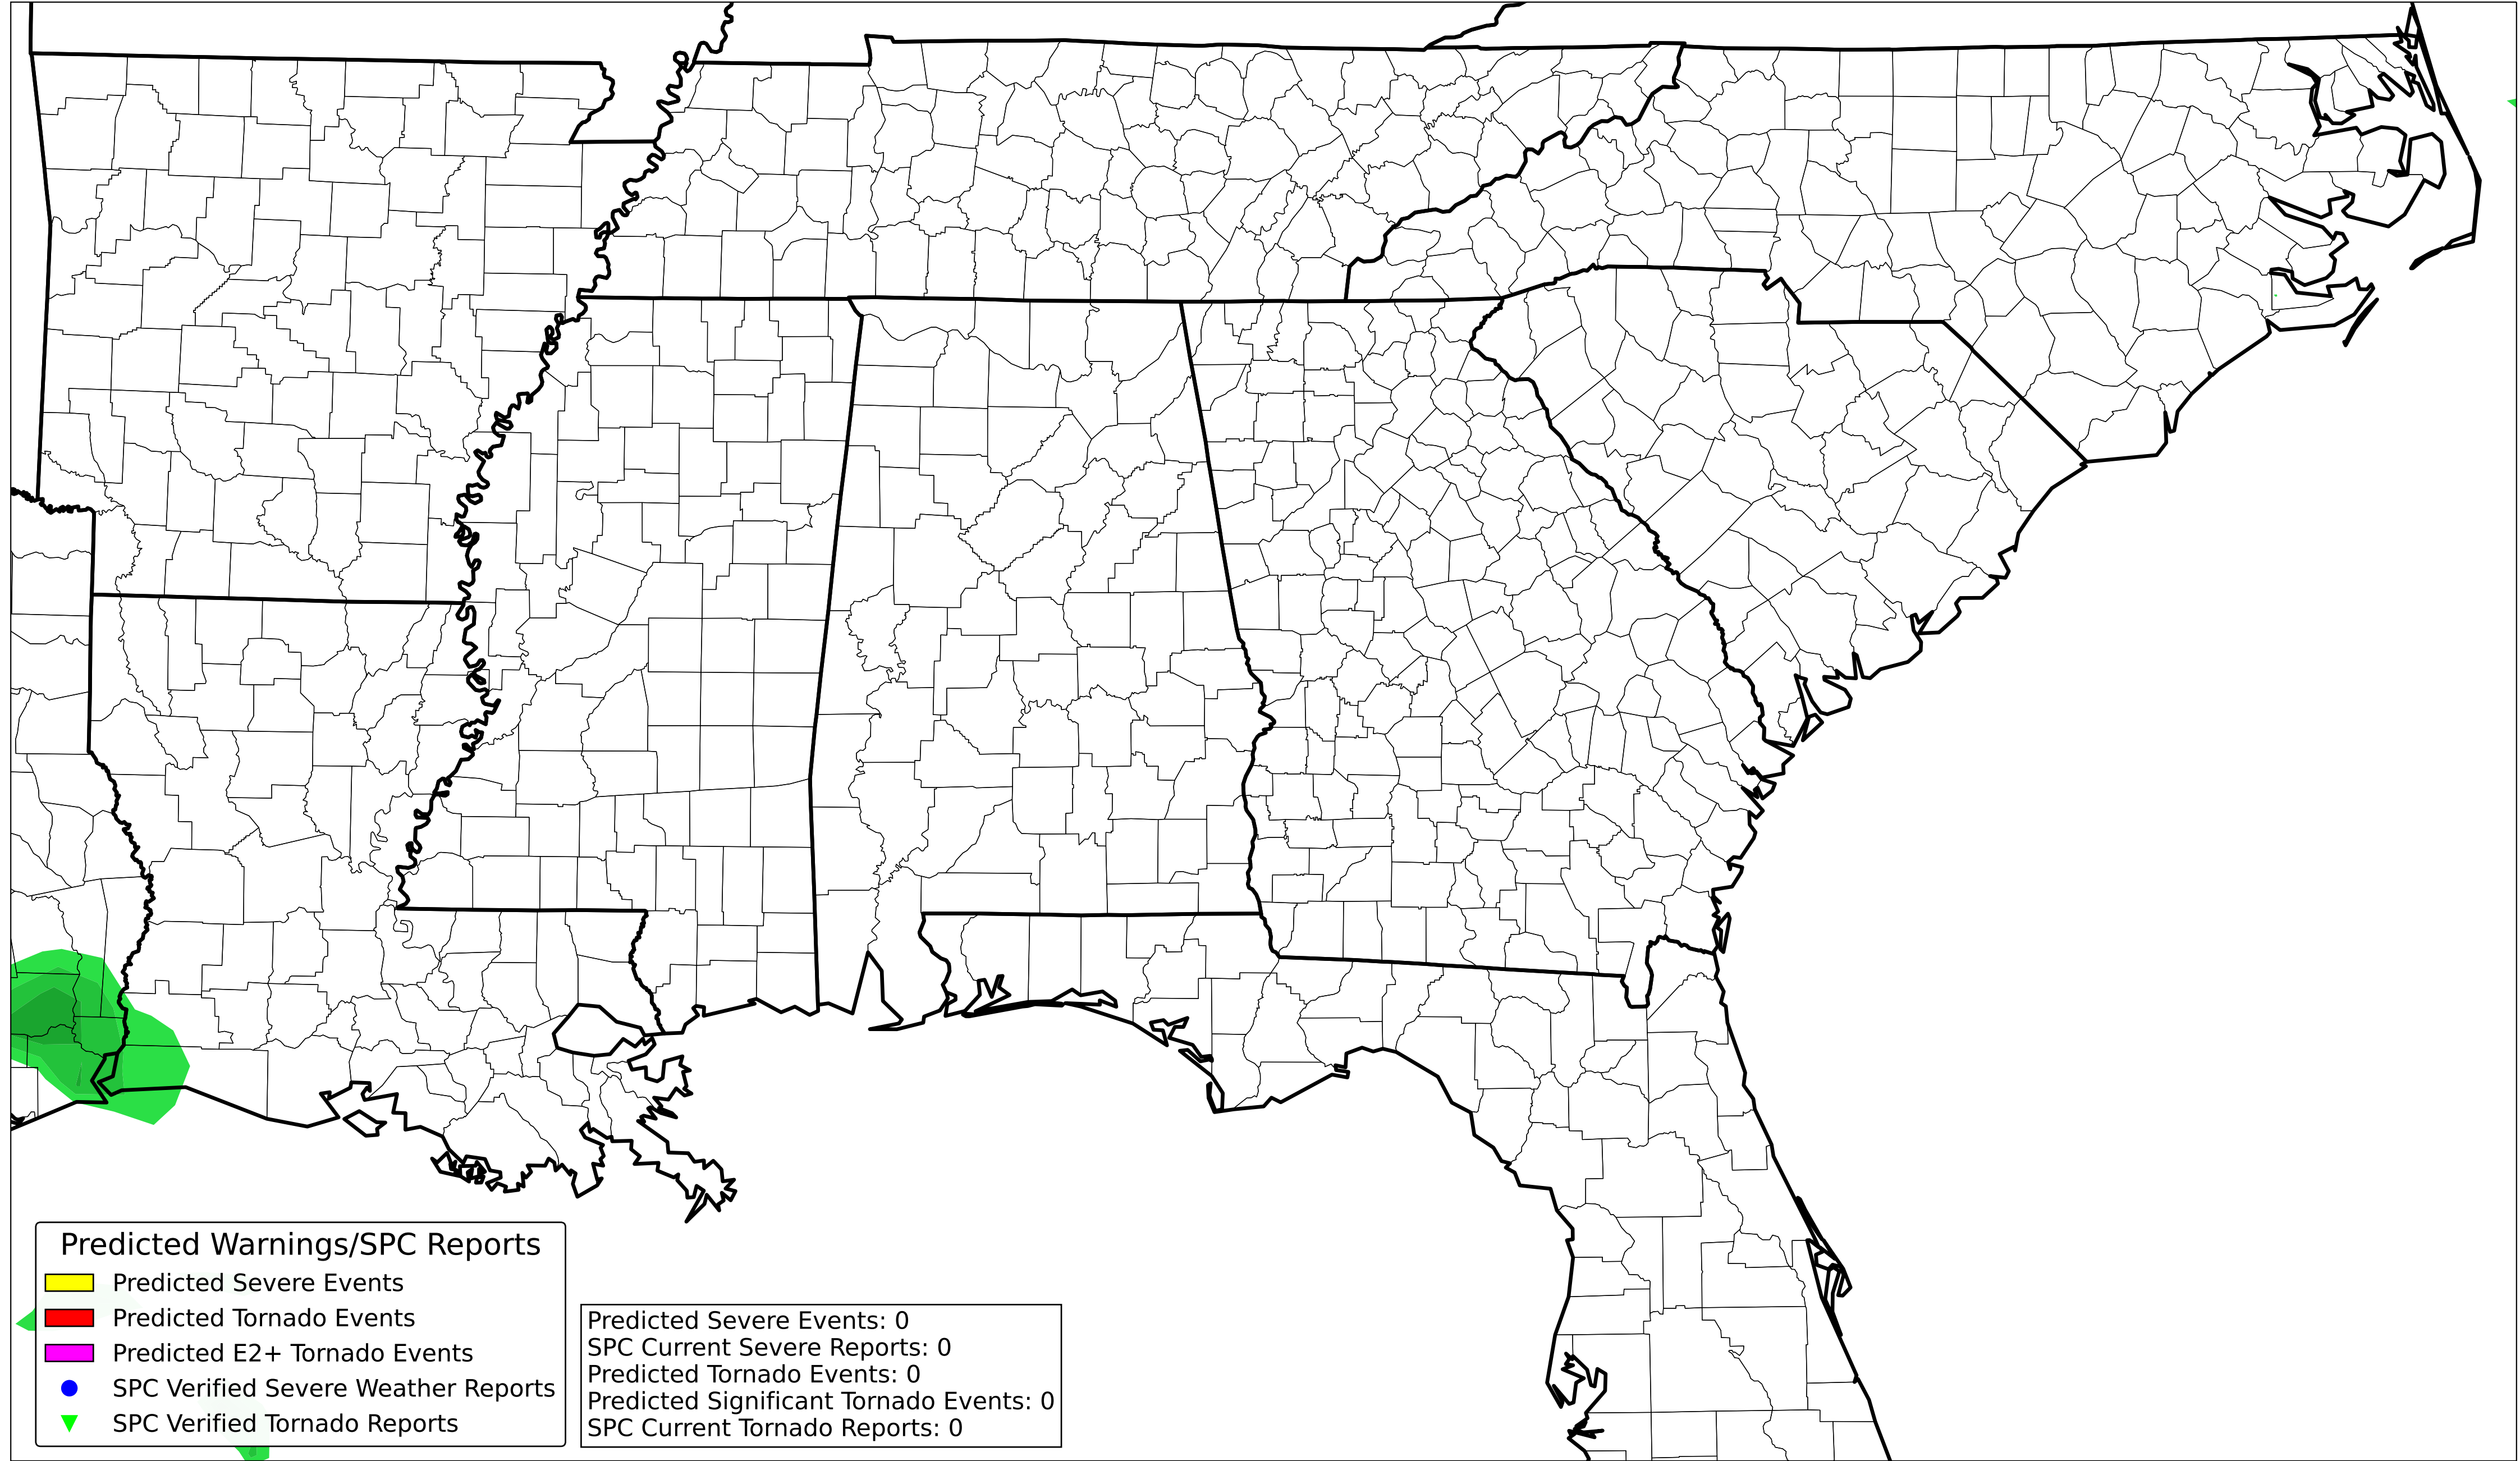 Predicted Warnings/SPC Reports
Predicted Severe Events
Predicted Tornado Events
Predicted E2+ Tornado Events
SPC Verified Severe Weather Reports
SPC Verified Tornado Reports
Predicted Severe Events: 0
SPC Current Severe Reports: 0
Predicted Tornado Events: 0
Predicted Significant Tornado Events: 0
SPC Current Tornado Reports: 0